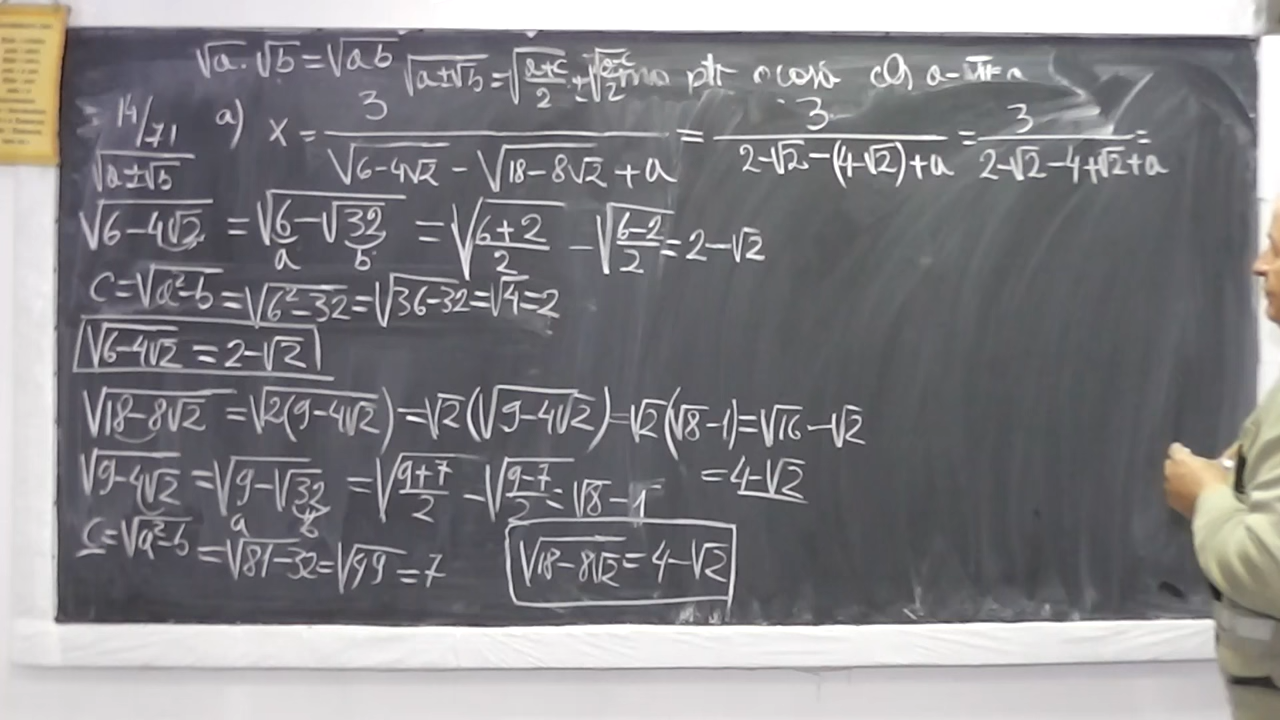 √a · √b = √ab √a±√b = √a+c/2 ± √a-c/2
= 14/71 a) x = 3/(√6-4√2 - √18-8√2 + a) = 3/(2-√2-(4-√2)+a) = 3/(2-√2-4+√2+a) =
√a±√b
√6-4√2 = √6-√32 = √6+2/2 - √6-2/2 = 2-√2
a b
C=√a²-b = √6²-32 = √36-32 = √4 = 2
√6-4√2 = 2-√2
√18-8√2 = √2(9-4√2) = √2(√9-4√2) = √2(√8-1) = √16-√2
= 4-√2
√9-4√2 = √9-√32 = √9+7/2 - √9-7/2 = √8-1
a b
C=√a²-b = √81-32 = √49 = 7
√18-8√2 = 4-√2